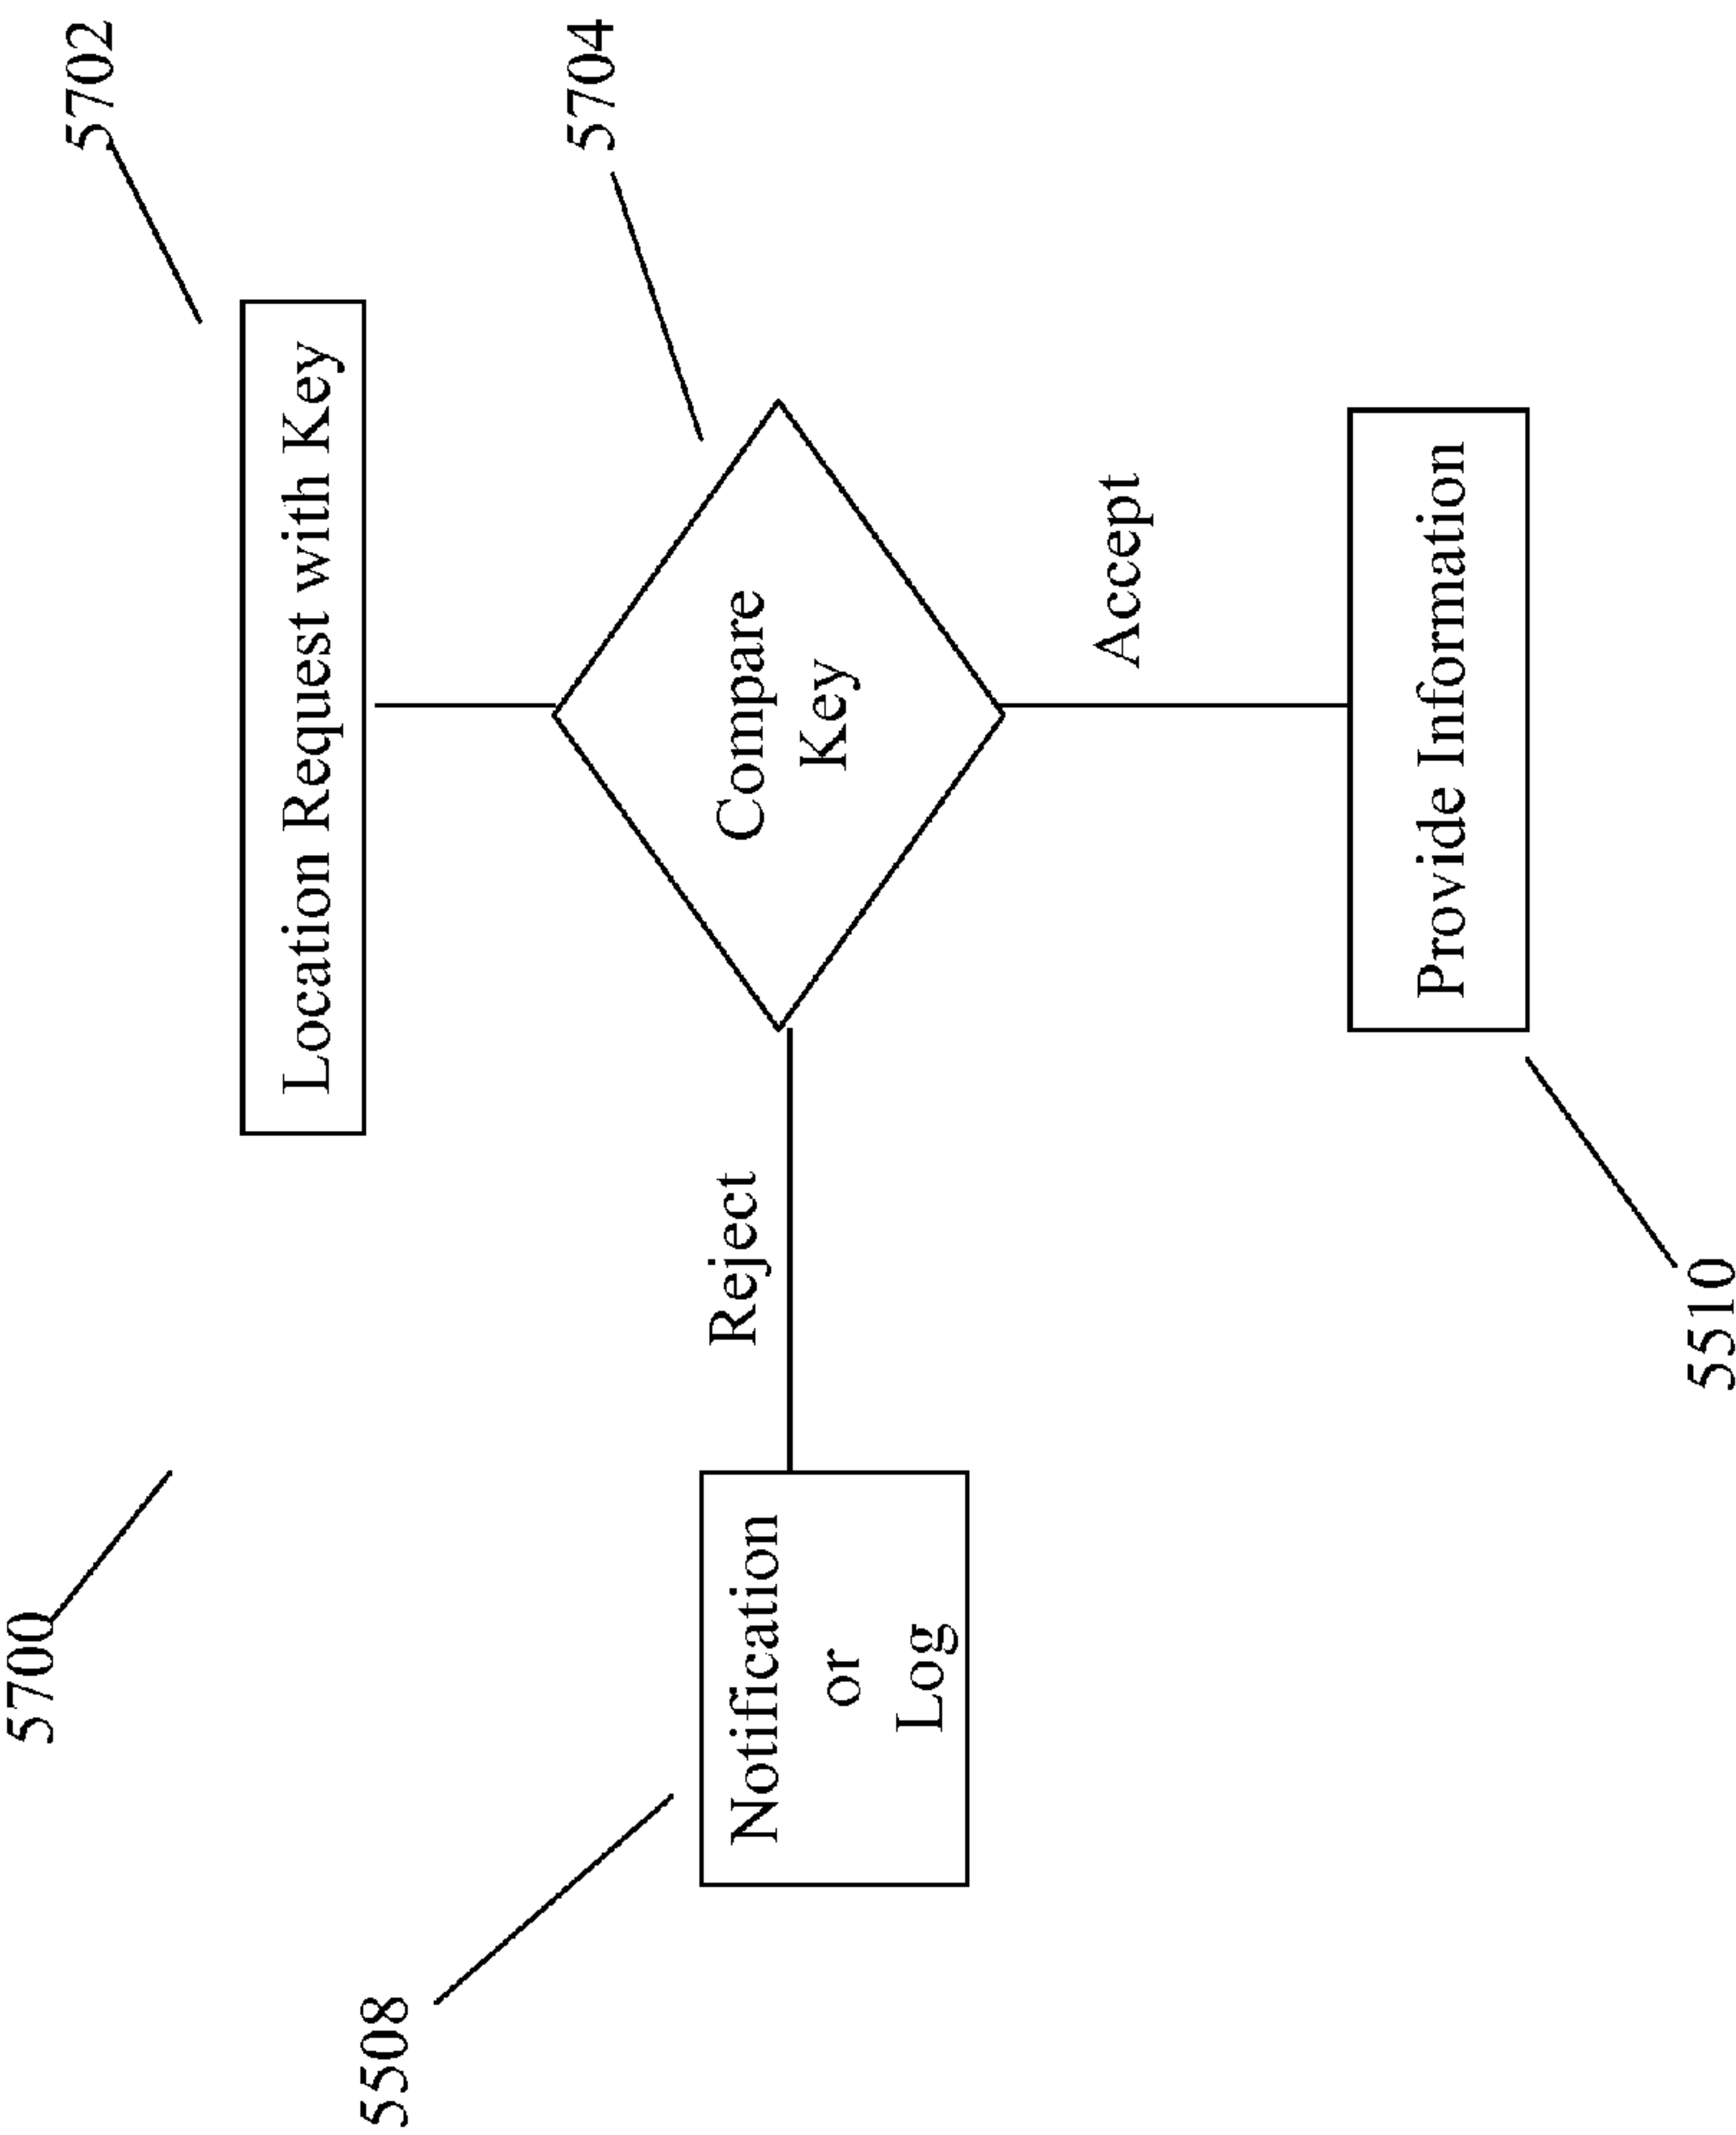 5700
5702
Location Request with Key
5704
Compare
Key
Reject
5508
Notification
or
Log
Accept
Provide Information
5510